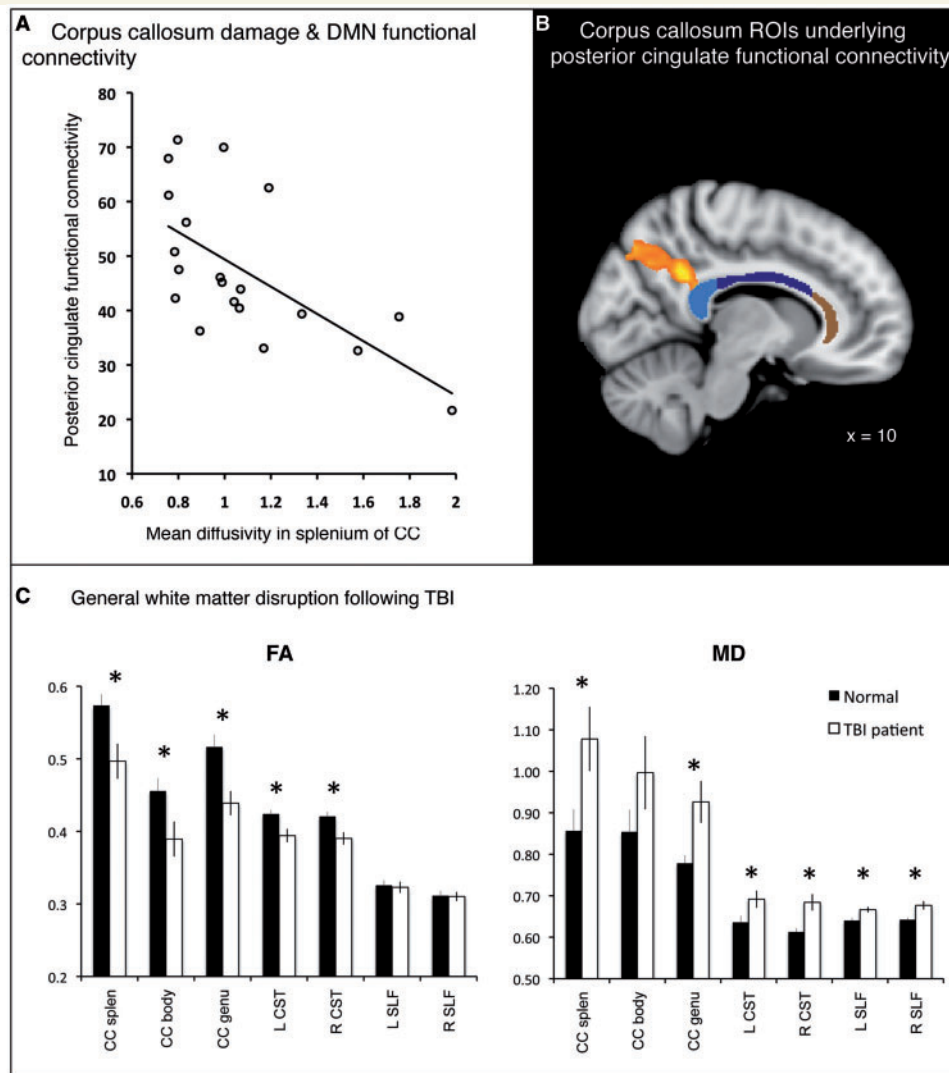 A
Corpus callosum damage & DMN functional
connectivity
Posterior cingulate functional connectivity
80
70
60
50
40
30
20
10
0.6 0.8 1 1.2 1.4 1.6 1.8 2
Mean diffusivity in splenium of CC
B
Corpus callosum ROIs underlying
posterior cingulate functional connectivity
x = 10
C General white matter disruption following TBI
FA
0.6
0.5
0.4
0.3
0.2
* * * * *
CC splen
CC body
CC genu
L CST
R CST
L SLF
R SLF
MD
1.20
1.10
1.00
0.90
0.80
0.70
0.60
0.50
* * * * * *
Normal
TBI patient
CC splen
CC body
CC genu
L CST
R CST
L SLF
R SLF